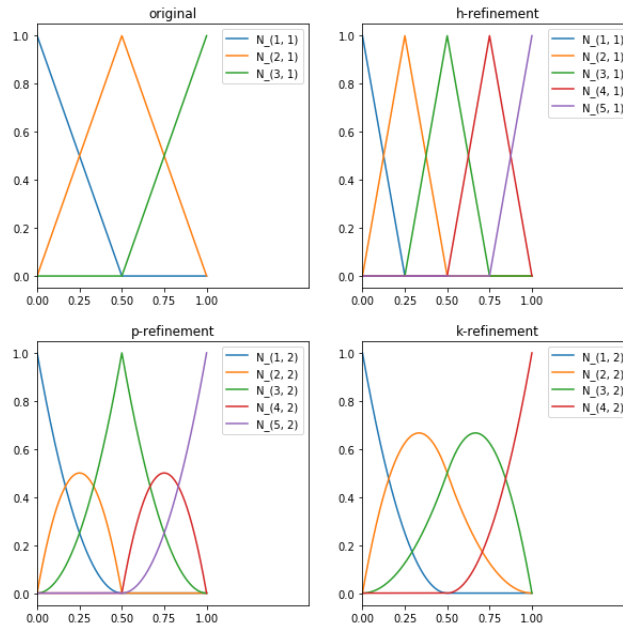 original
1.0
0.8
0.6
0.4
0.2
0.0
0.00 0.25 0.50 0.75 1.00
N_(1, 1)
N_(2, 1)
N_(3, 1)
h-refinement
1.0
0.8
0.6
0.4
0.2
0.0
0.00 0.25 0.50 0.75 1.00
N_(1, 1)
N_(2, 1)
N_(3, 1)
N_(4, 1)
N_(5, 1)
p-refinement
1.0
0.8
0.6
0.4
0.2
0.0
0.00 0.25 0.50 0.75 1.00
N_(1, 2)
N_(2, 2)
N_(3, 2)
N_(4, 2)
N_(5, 2)
k-refinement
1.0
0.8
0.6
0.4
0.2
0.0
0.00 0.25 0.50 0.75 1.00
N_(1, 2)
N_(2, 2)
N_(3, 2)
N_(4, 2)